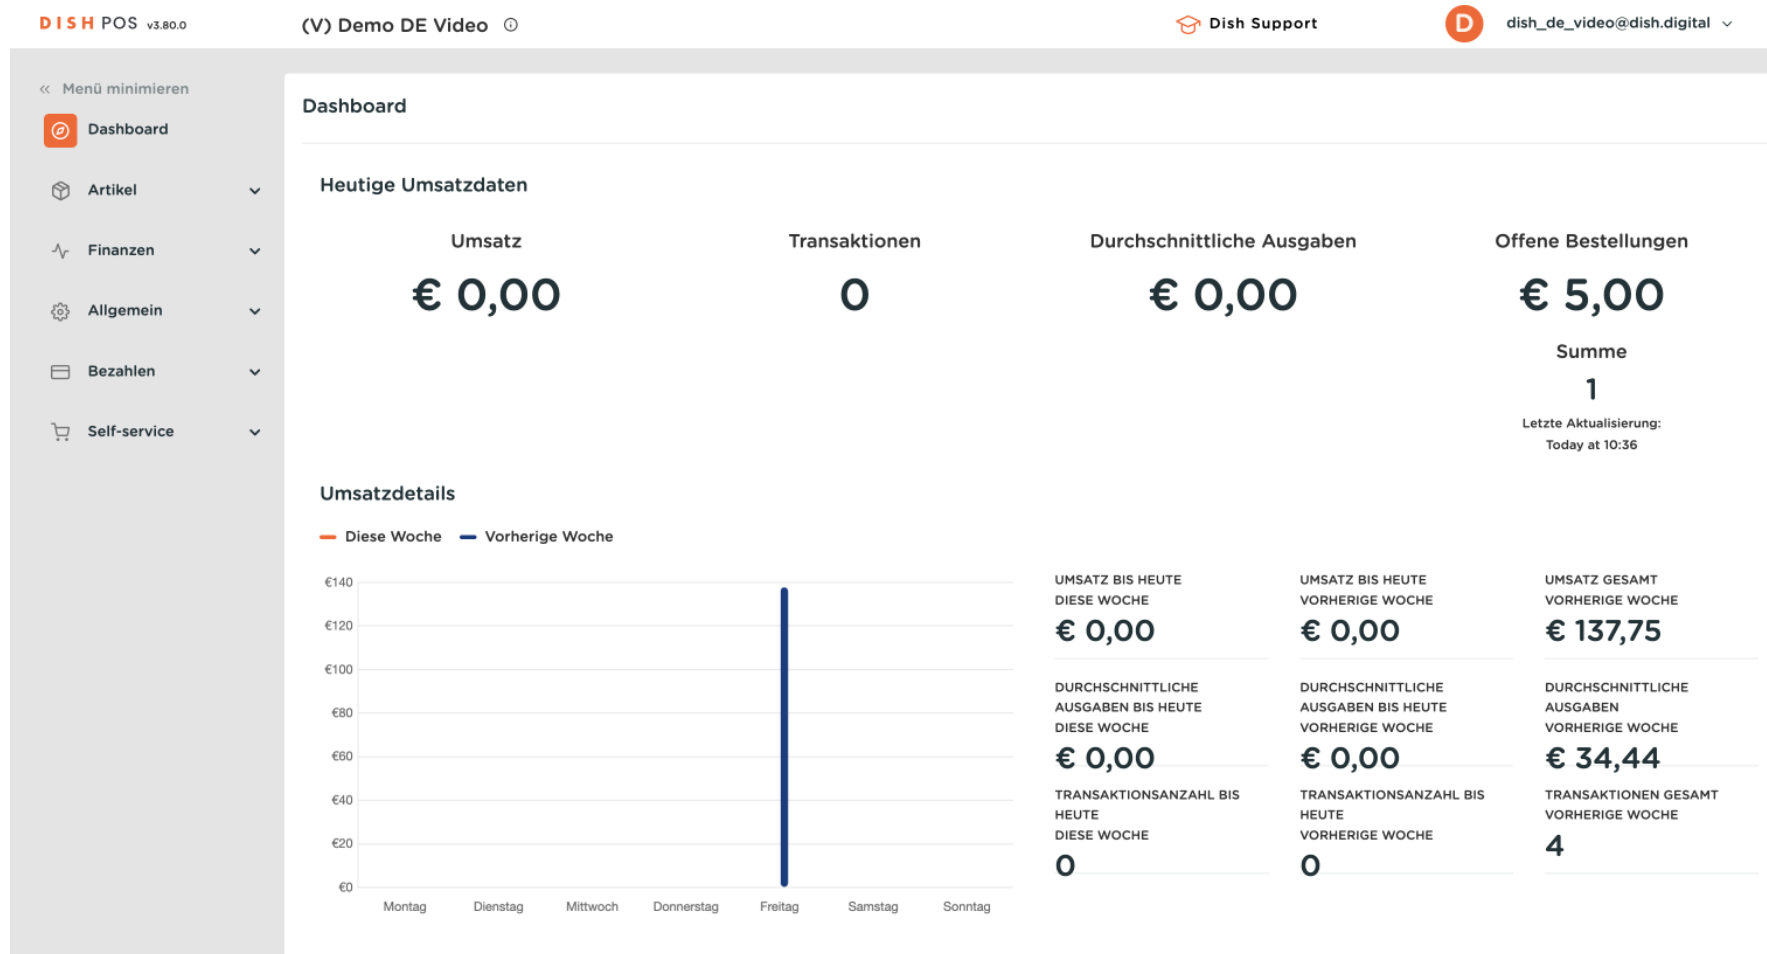 DISH POS v3.80.0
(V) Demo DE Video
Dish Support
D
dish_de_video@dish.digital
Menü minimieren
Dashboard
Artikel
Finanzen
Allgemein
Bezahlen
Self-service
Dashboard
Heutige Umsatzdaten
Umsatz
€ 0,00
Transaktionen
0
Durchschnittliche Ausgaben
€ 0,00
Offene Bestellungen
€ 5,00
Summe
1
Letzte Aktualisierung:
Today at 10:36
Umsatzdetails
Diese Woche
Vorherige Woche
€140
€120
€100
€80
€60
€40
€20
€0
Montag
Dienstag
Mittwoch
Donnerstag
Freitag
Samstag
Sonntag
UMSATZ BIS HEUTE
DIESE WOCHE
€ 0,00
UMSATZ BIS HEUTE
VORHERIGE WOCHE
€ 0,00
UMSATZ GESAMT
VORHERIGE WOCHE
€ 137,75
DURCHSCHNITTLICHE
AUSGABEN BIS HEUTE
DIESE WOCHE
€ 0,00
DURCHSCHNITTLICHE
AUSGABEN BIS HEUTE
VORHERIGE WOCHE
€ 0,00
DURCHSCHNITTLICHE
AUSGABEN
VORHERIGE WOCHE
€ 34,44
TRANSAKTIONSANZAHL BIS
HEUTE
DIESE WOCHE
0
TRANSAKTIONSANZAHL BIS
HEUTE
VORHERIGE WOCHE
0
TRANSAKTIONEN GESAMT
VORHERIGE WOCHE
4